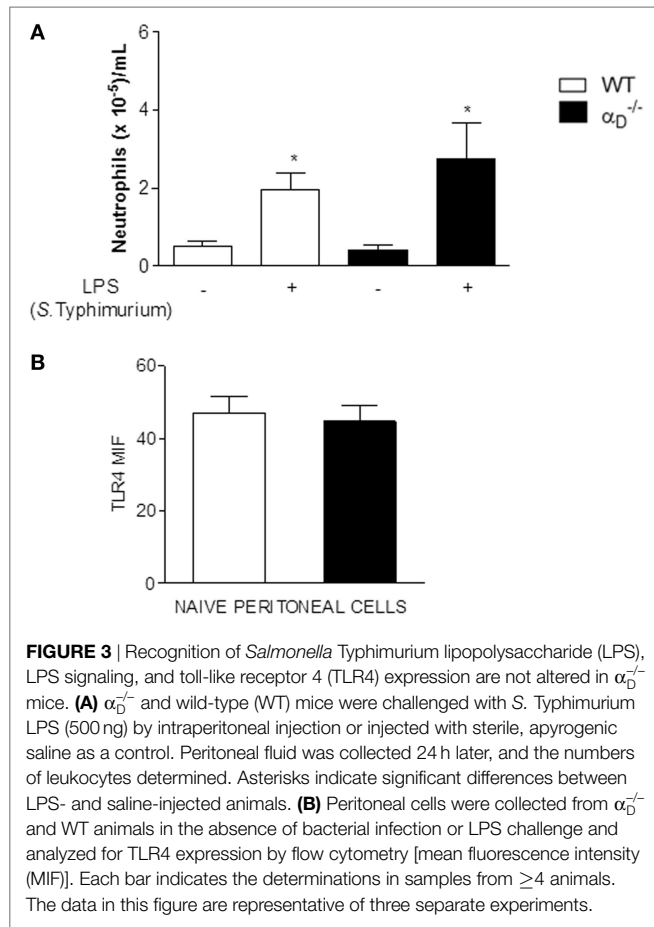 A
Neutrophils (x 10⁻⁵)/mL
6
4
2
0
*
*
WT
α_D⁻/⁻
LPS
(S.Typhimurium)
- + - +
B
TLR4 MIF
60
40
20
0
NAIVE PERITONEAL CELLS
FIGURE 3 | Recognition of Salmonella Typhimurium lipopolysaccharide (LPS),
LPS signaling, and toll-like receptor 4 (TLR4) expression are not altered in α_D⁻/⁻
mice. (A) α_D⁻/⁻ and wild-type (WT) mice were challenged with S. Typhimurium
LPS (500 ng) by intraperitoneal injection or injected with sterile, apyrogenic
saline as a control. Peritoneal fluid was collected 24 h later, and the numbers
of leukocytes determined. Asterisks indicate significant differences between
LPS- and saline-injected animals. (B) Peritoneal cells were collected from α_D⁻/⁻
and WT animals in the absence of bacterial infection or LPS challenge and
analyzed for TLR4 expression by flow cytometry [mean fluorescence intensity
(MIF)]. Each bar indicates the determinations in samples from ≥4 animals.
The data in this figure are representative of three separate experiments.